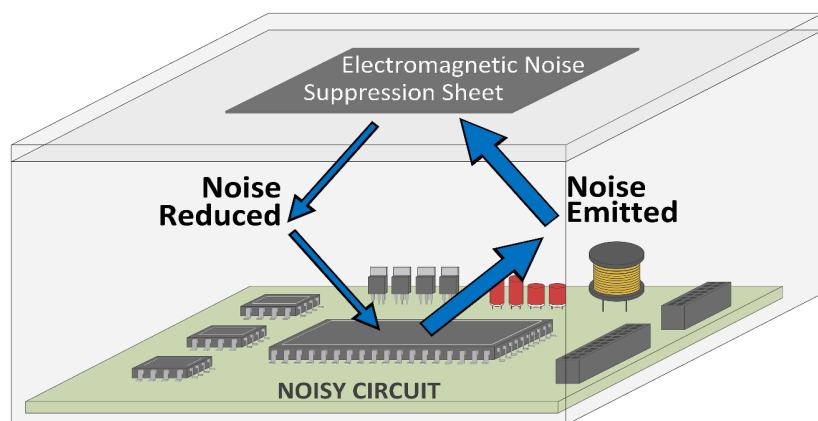 Electromagnetic Noise
Suppression Sheet
Noise
Reduced
Noise
Emitted
NOISY CIRCUIT